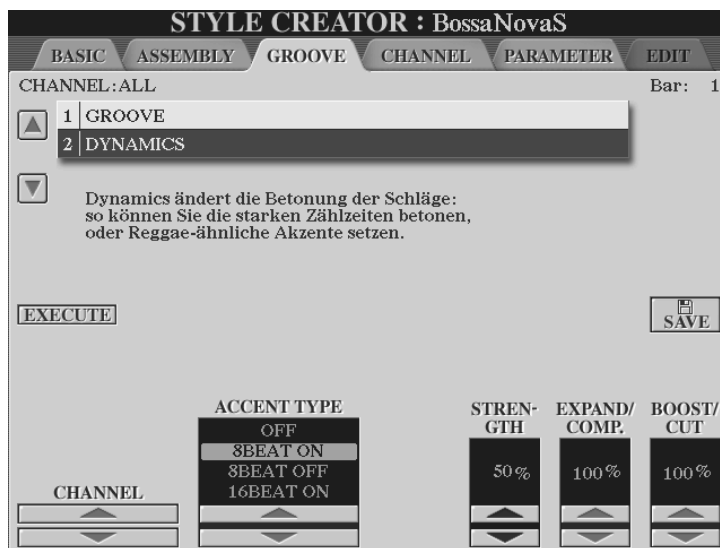 STYLE CREATOR : BossaNovaS
BASIC ASSEMBLY GROOVE CHANNEL PARAMETER EDIT
CHANNEL:ALL Bar: 1
1 GROOVE
2 DYNAMICS
Dynamics ändert die Betonung der Schläge:
so können Sie die starken Zählzeiten betonen,
oder Reggae-ähnliche Akzente setzen.
EXECUTE
SAVE
CHANNEL
ACCENT TYPE
OFF
8BEAT ON
8BEAT OFF
16BEAT ON
STREN-
GTH
50%
EXPAND/
COMP.
100%
BOOST/
CUT
100%